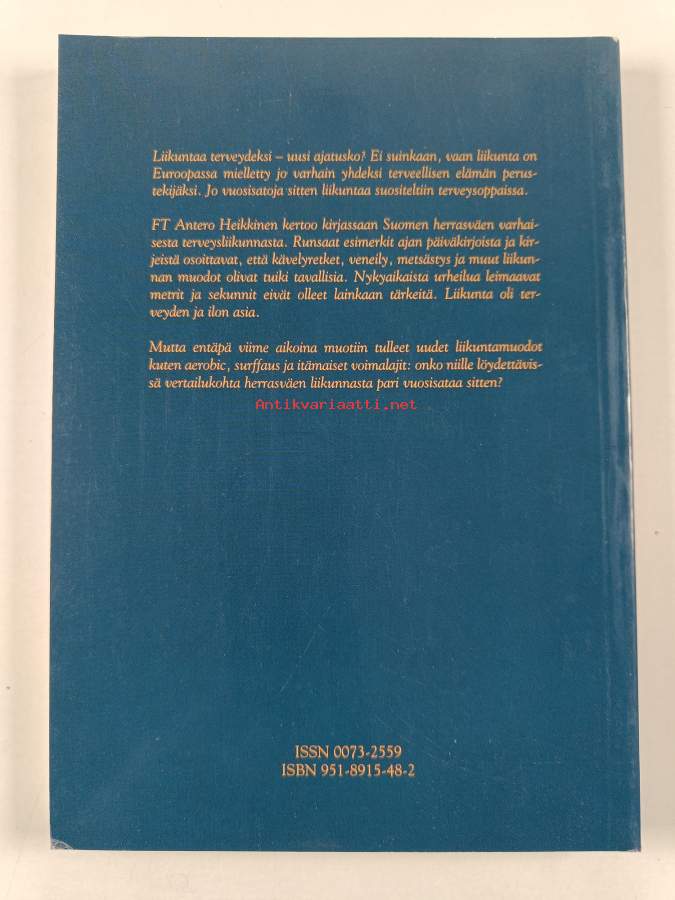 Liikuntaa terveydeksi – uusi ajatusko? Ei suinkaan, vaan liikunta on
Euroopassa mielletty jo varhain yhdeksi terveellisen elämän perus-
tekijäksi. Jo vuosisatoja sitten liikuntaa suositeltiin terveysoppaissa.
FT Antero Heikkinen kertoo kirjassaan Suomen herrasväen varhai-
sesta terveysliikunnasta. Runsaat esimerkit ajan päiväkirjoista ja kir-
jeistä osoittavat, että kävelyretket, veneily, metsästys ja muut liikun-
nan muodot olivat tuiki tavallisia. Nykyaikaista urheilua leimaavat
metrit ja sekunnit eivät olleet lainkaan tärkeitä. Liikunta oli ter-
veyden ja ilon asia.
Mutta entäpä viime aikoina muotiin tulleet uudet liikuntamuodot
kuten aerobic, surffaus ja itämaiset voimalajit: onko niille löydettävis-
sä vertailukohta herrasväen liikunnasta pari vuosisataa sitten?
Antikvariaatti.net
ISSN 0073-2559
ISBN 951-8915-48-2